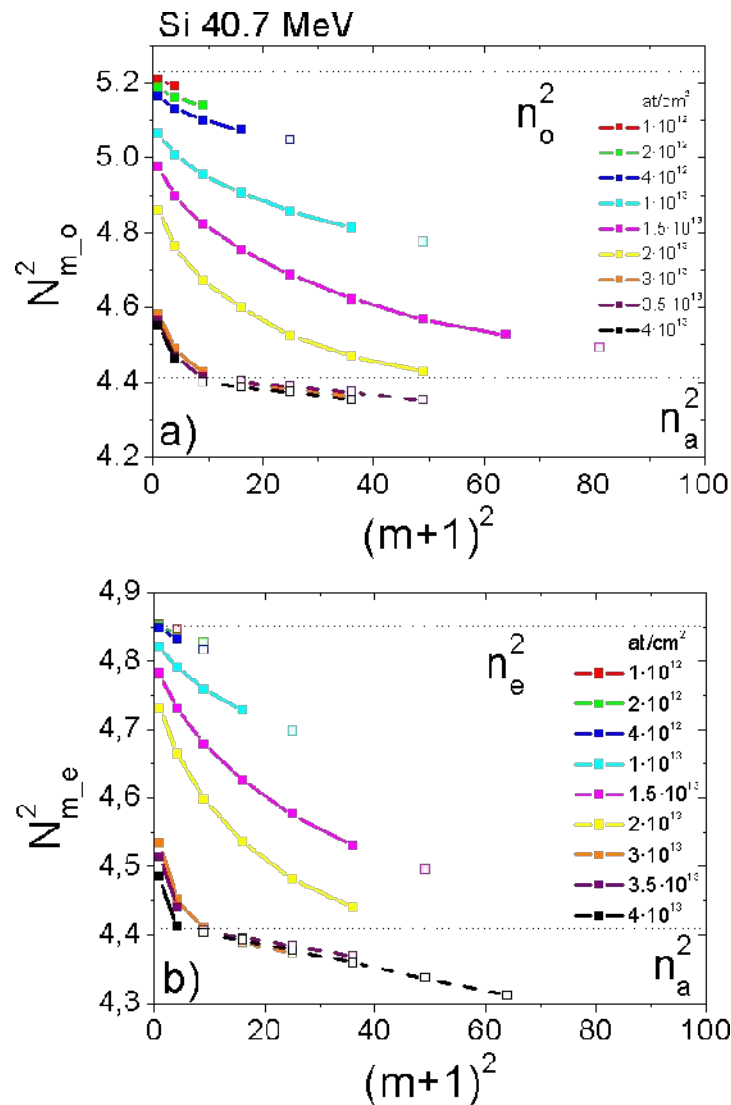 Si 40.7 MeV
5.2
5.0
4.8
4.6
4.4
4.2
N²m_o
n²o
at/cm²
1·10¹²
2·10¹²
4·10¹²
1·10¹³
1.5·10¹³
2·10¹³
3·10¹³
3.5·10¹³
4·10¹³
n²a
a)
0 20 40 60 80 100
(m+1)²
4,9
4,8
4,7
4,6
4,5
4,4
4,3
N²m_e
n²e
at/cm²
1·10¹²
2·10¹²
4·10¹²
1·10¹³
1.5·10¹³
2·10¹³
3·10¹³
3.5·10¹³
4·10¹³
n²a
b)
0 20 40 60 80 100
(m+1)²